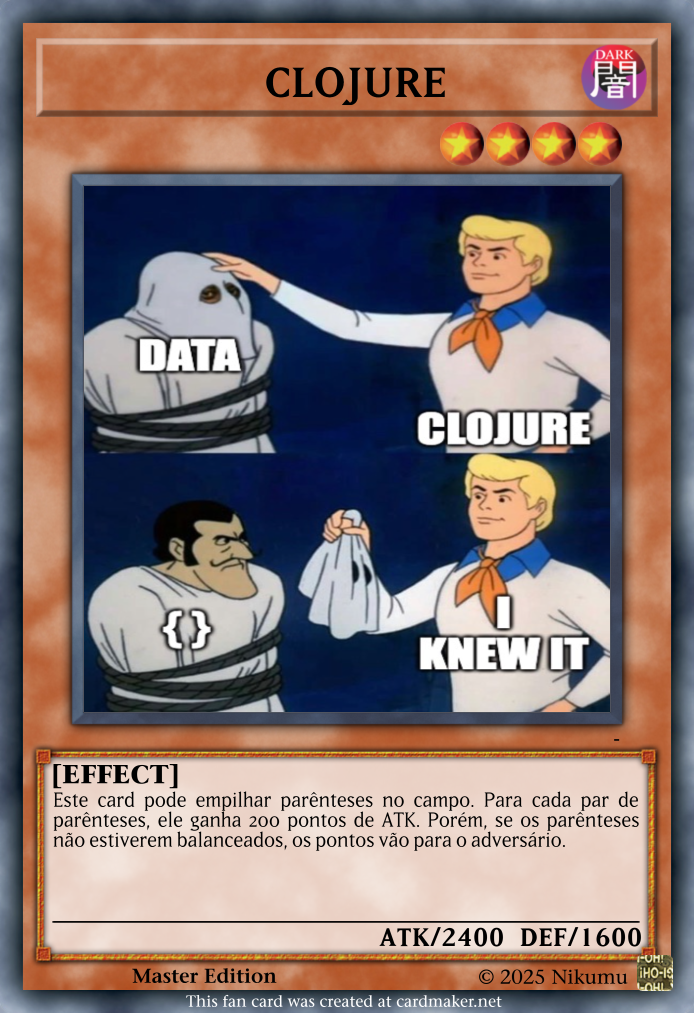 CLOJURE
DARK
闇
DATA
CLOJURE
{}
I
KNEW IT
-
[EFFECT]
Este card pode empilhar parênteses no campo. Para cada par de
parênteses, ele ganha 200 pontos de ATK. Porém, se os parênteses
não estiverem balanceados, os pontos vão para o adversário.
ATK/2400 DEF/1600
Master Edition
© 2025 Nikumu
This fan card was created at cardmaker.net